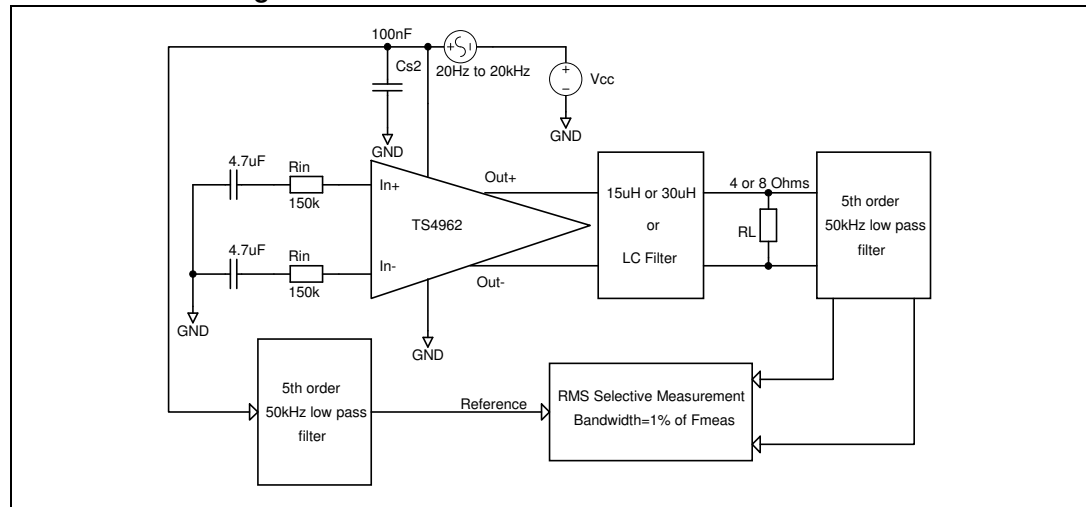 g
100nF
Cs2
+ -
20Hz to 20kHz
+
-
Vcc
GND
GND
4.7uF
Rin
150k
In+
Out+
15uH or 30uH
or
LC Filter
4 or 8 Ohms
RL
5th order
50kHz low pass
filter
TS4962
4.7uF
Rin
150k
In-
Out-
GND
GND
5th order
50kHz low pass
filter
Reference
RMS Selective Measurement
Bandwidth=1% of Fmeas